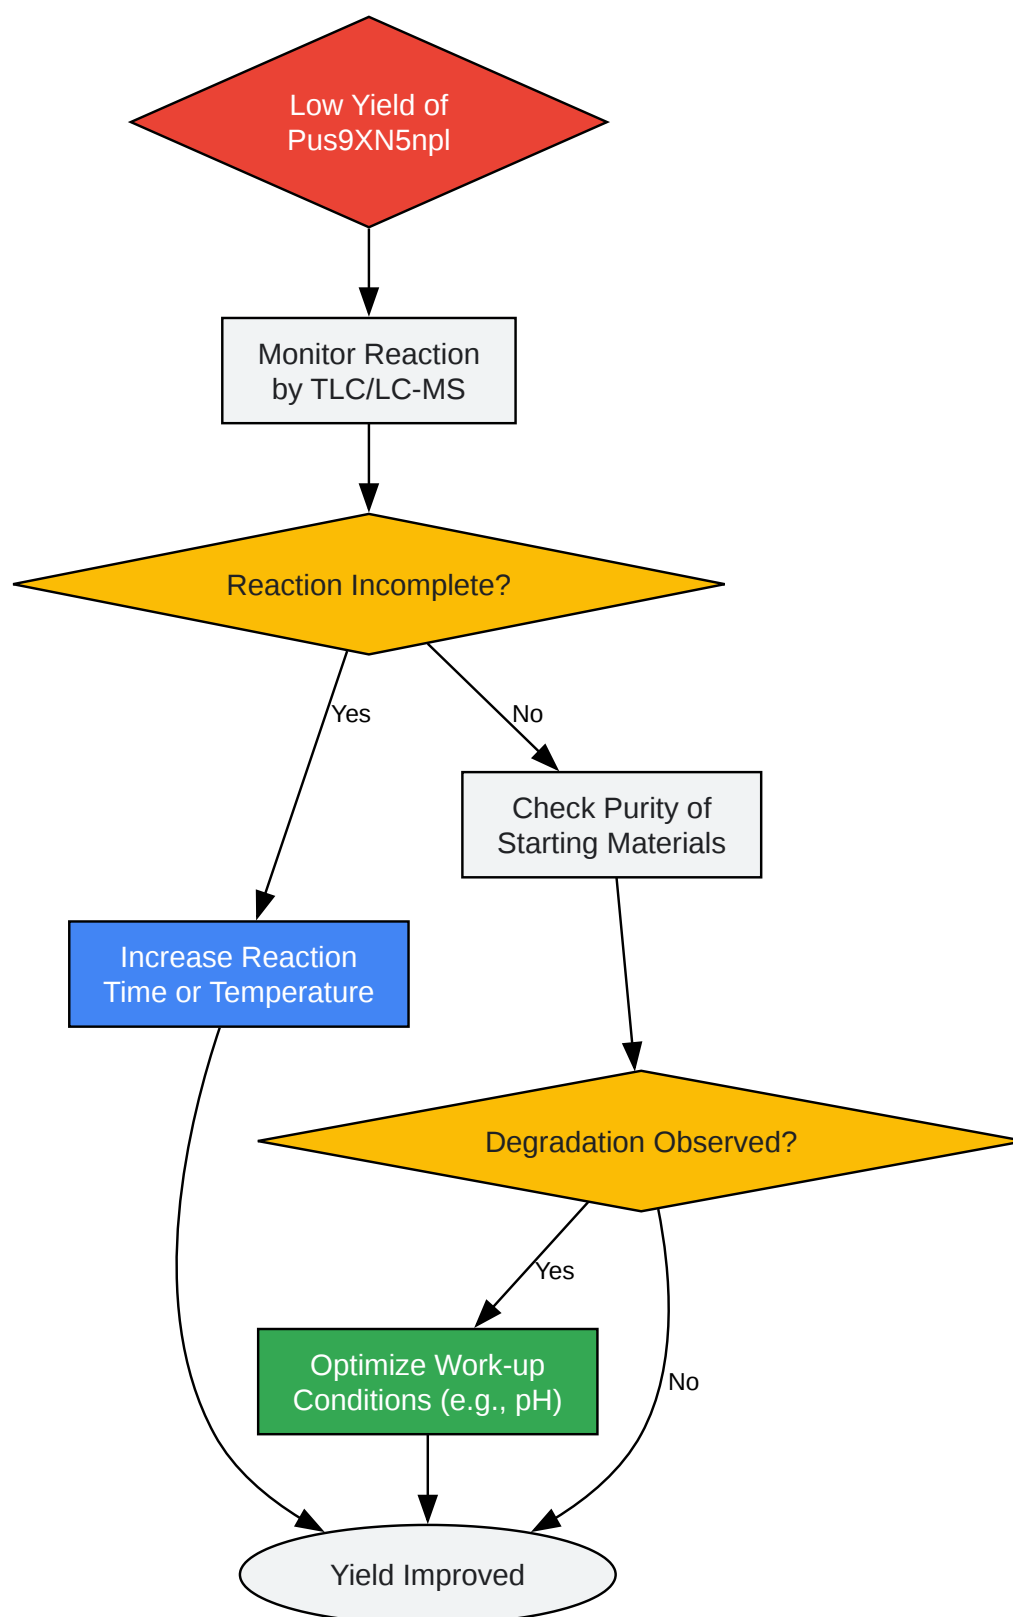 Low Yield of
Pus9XN5npl
Monitor Reaction
by TLC/LC-MS
Reaction Incomplete?
Yes
No
Check Purity of
Starting Materials
Increase Reaction
Time or Temperature
Degradation Observed?
Yes
Optimize Work-up
Conditions (e.g., pH)
No
Yield Improved